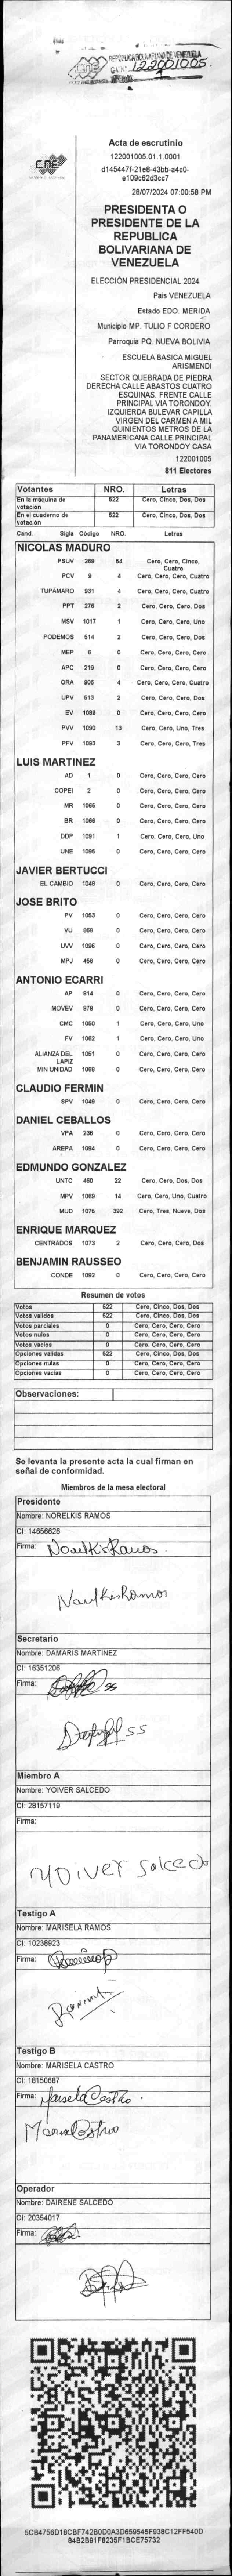 REPUBLICA BOLIVARIANA DE VENEZUELA
122001005
CNE
Acta de escrutinio
122001005.01.1.0001
d145447f-21e8-43bb-a4c0-
e109c62d3cc7
28/07/2024 07:00:58 PM
PRESIDENTA O
PRESIDENTE DE LA
REPUBLICA
BOLIVARIANA DE
VENEZUELA
ELECCIÓN PRESIDENCIAL 2024
País VENEZUELA
Estado EDO. MERIDA
Municipio MP. TULIO F CORDERO
Parroquia PQ. NUEVA BOLIVIA
ESCUELA BASICA MIGUEL
ARISMENDI
SECTOR QUEBRADA DE PIEDRA
DERECHA CALLE ABASTOS CUATRO
ESQUINAS. FRENTE CALLE
PRINCIPAL VIA TORONDOY.
IZQUIERDA BULEVAR CAPILLA
VIRGEN DEL CARMEN A MIL
QUINIENTOS METROS DE LA
PANAMERICANA CALLE PRINCIPAL
VIA TORONDOY CASA
122001005
811 Electores
Votantes NRO. Letras
En la máquina de votación 522 Cero, Cinco, Dos, Dos
En el cuaderno de votación 522 Cero, Cinco, Dos, Dos
Cand. Sigla Código NRO. Letras
NICOLAS MADURO
PSUV 269 54 Cero, Cero, Cinco, Cuatro
PCV 9 4 Cero, Cero, Cero, Cuatro
TUPAMARO 931 4 Cero, Cero, Cero, Cuatro
PPT 276 2 Cero, Cero, Cero, Dos
MSV 1017 1 Cero, Cero, Cero, Uno
PODEMOS 514 2 Cero, Cero, Cero, Dos
MEP 6 0 Cero, Cero, Cero, Cero
APC 219 0 Cero, Cero, Cero, Cero
ORA 906 4 Cero, Cero, Cero, Cuatro
UPV 513 2 Cero, Cero, Cero, Dos
EV 1089 0 Cero, Cero, Cero, Cero
PVV 1090 13 Cero, Cero, Uno, Tres
PFV 1093 3 Cero, Cero, Cero, Tres
LUIS MARTINEZ
AD 1 0 Cero, Cero, Cero, Cero
COPEI 2 0 Cero, Cero, Cero, Cero
MR 1066 0 Cero, Cero, Cero, Cero
BR 1068 0 Cero, Cero, Cero, Cero
DDP 1091 1 Cero, Cero, Cero, Uno
UNE 1095 0 Cero, Cero, Cero, Cero
JAVIER BERTUCCI
EL CAMBIO 1048 0 Cero, Cero, Cero, Cero
JOSE BRITO
PV 1053 0 Cero, Cero, Cero, Cero
VU 969 0 Cero, Cero, Cero, Cero
UVV 1096 0 Cero, Cero, Cero, Cero
MPJ 458 0 Cero, Cero, Cero, Cero
ANTONIO ECARRI
AP 914 0 Cero, Cero, Cero, Cero
MOVEV 978 0 Cero, Cero, Cero, Cero
CMC 1060 1 Cero, Cero, Cero, Uno
FV 1062 1 Cero, Cero, Cero, Uno
ALIANZA DEL LAPIZ 1051 0 Cero, Cero, Cero, Cero
MIN UNIDAD 1069 0 Cero, Cero, Cero, Cero
CLAUDIO FERMIN
SPV 1049 0 Cero, Cero, Cero, Cero
DANIEL CEBALLOS
VPA 236 0 Cero, Cero, Cero, Cero
AREPA 1094 0 Cero, Cero, Cero, Cero
EDMUNDO GONZALEZ
UNTC 460 22 Cero, Cero, Dos, Dos
MPV 1059 14 Cero, Cero, Uno, Cuatro
MUD 1075 392 Cero, Tres, Nueve, Dos
ENRIQUE MARQUEZ
CENTRADOS 1073 2 Cero, Cero, Cero, Dos
BENJAMIN RAUSSEO
CONDE 1092 0 Cero, Cero, Cero, Cero
Resumen de votos
Votos 522 Cero, Cinco, Dos, Dos
Votos válidos 522 Cero, Cinco, Dos, Dos
Votos parciales 0 Cero, Cero, Cero, Cero
Votos nulos 0 Cero, Cero, Cero, Cero
Votos vacíos 0 Cero, Cero, Cero, Cero
Opciones validas 522 Cero, Cinco, Dos, Dos
Opciones nulas 0 Cero, Cero, Cero, Cero
Opciones vacías 0 Cero, Cero, Cero, Cero
Observaciones:
Se levanta la presente acta la cual firman en
señal de conformidad.
Miembros de la mesa electoral
Presidente
Nombre: NORELKIS RAMOS
CI: 14656626
Firma: Noelkis Ramos.
Noelkis Ramos
Secretario
Nombre: DAMARIS MARTINEZ
CI: 16351206
Firma:
Miembro A
Nombre: YOIVER SALCEDO
CI: 28157119
Firma:
YOIVER Salcedo
Testigo A
Nombre: MARISELA RAMOS
CI: 10238923
Firma:
Testigo B
Nombre: MARISELA CASTRO
CI: 18150687
Firma: Marisela Castro.
Marisela Castro
Operador
Nombre: DAIRENE SALCEDO
CI: 20354017
Firma:
5CB4756D1BCBF742B0D0A3D659545F938C12FF540D
84B2B91F8235F1BCE75732